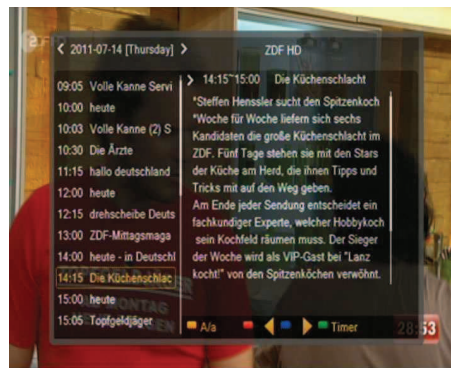 2011-07-14 [Thursday]
ZDF HD
09:05 Volle Kanne Servi
10:00 heute
10:03 Volle Kanne (2) S
10:30 Die Ärzte
11:15 hallo deutschland
12:00 heute
12:15 drehscheibe Deuts
13:00 ZDF-Mittagsmaga
14:00 heute - in Deutschl
14:15 Die Küchenschlac
15:00 heute
15:05 Topfgeldjäger
14:15~15:00 Die Küchenschlacht
"Steffen Henssler sucht den Spitzenkoch
"Woche für Woche liefern sich sechs
Kandidaten die große Küchenschlacht im
ZDF. Fünf Tage stehen sie mit den Stars
der Küche am Herd, die ihnen Tipps und
Tricks mit auf den Weg geben.
Am Ende jeder Sendung entscheidet ein
fachkundiger Experte, welcher Hobbykoch
sein Kochfeld räumen muss. Der Sieger
der Woche wird als VIP-Gast bei "Lanz
kocht!" von den Spitzenköchen verwöhnt.
A/a
Timer
28:53